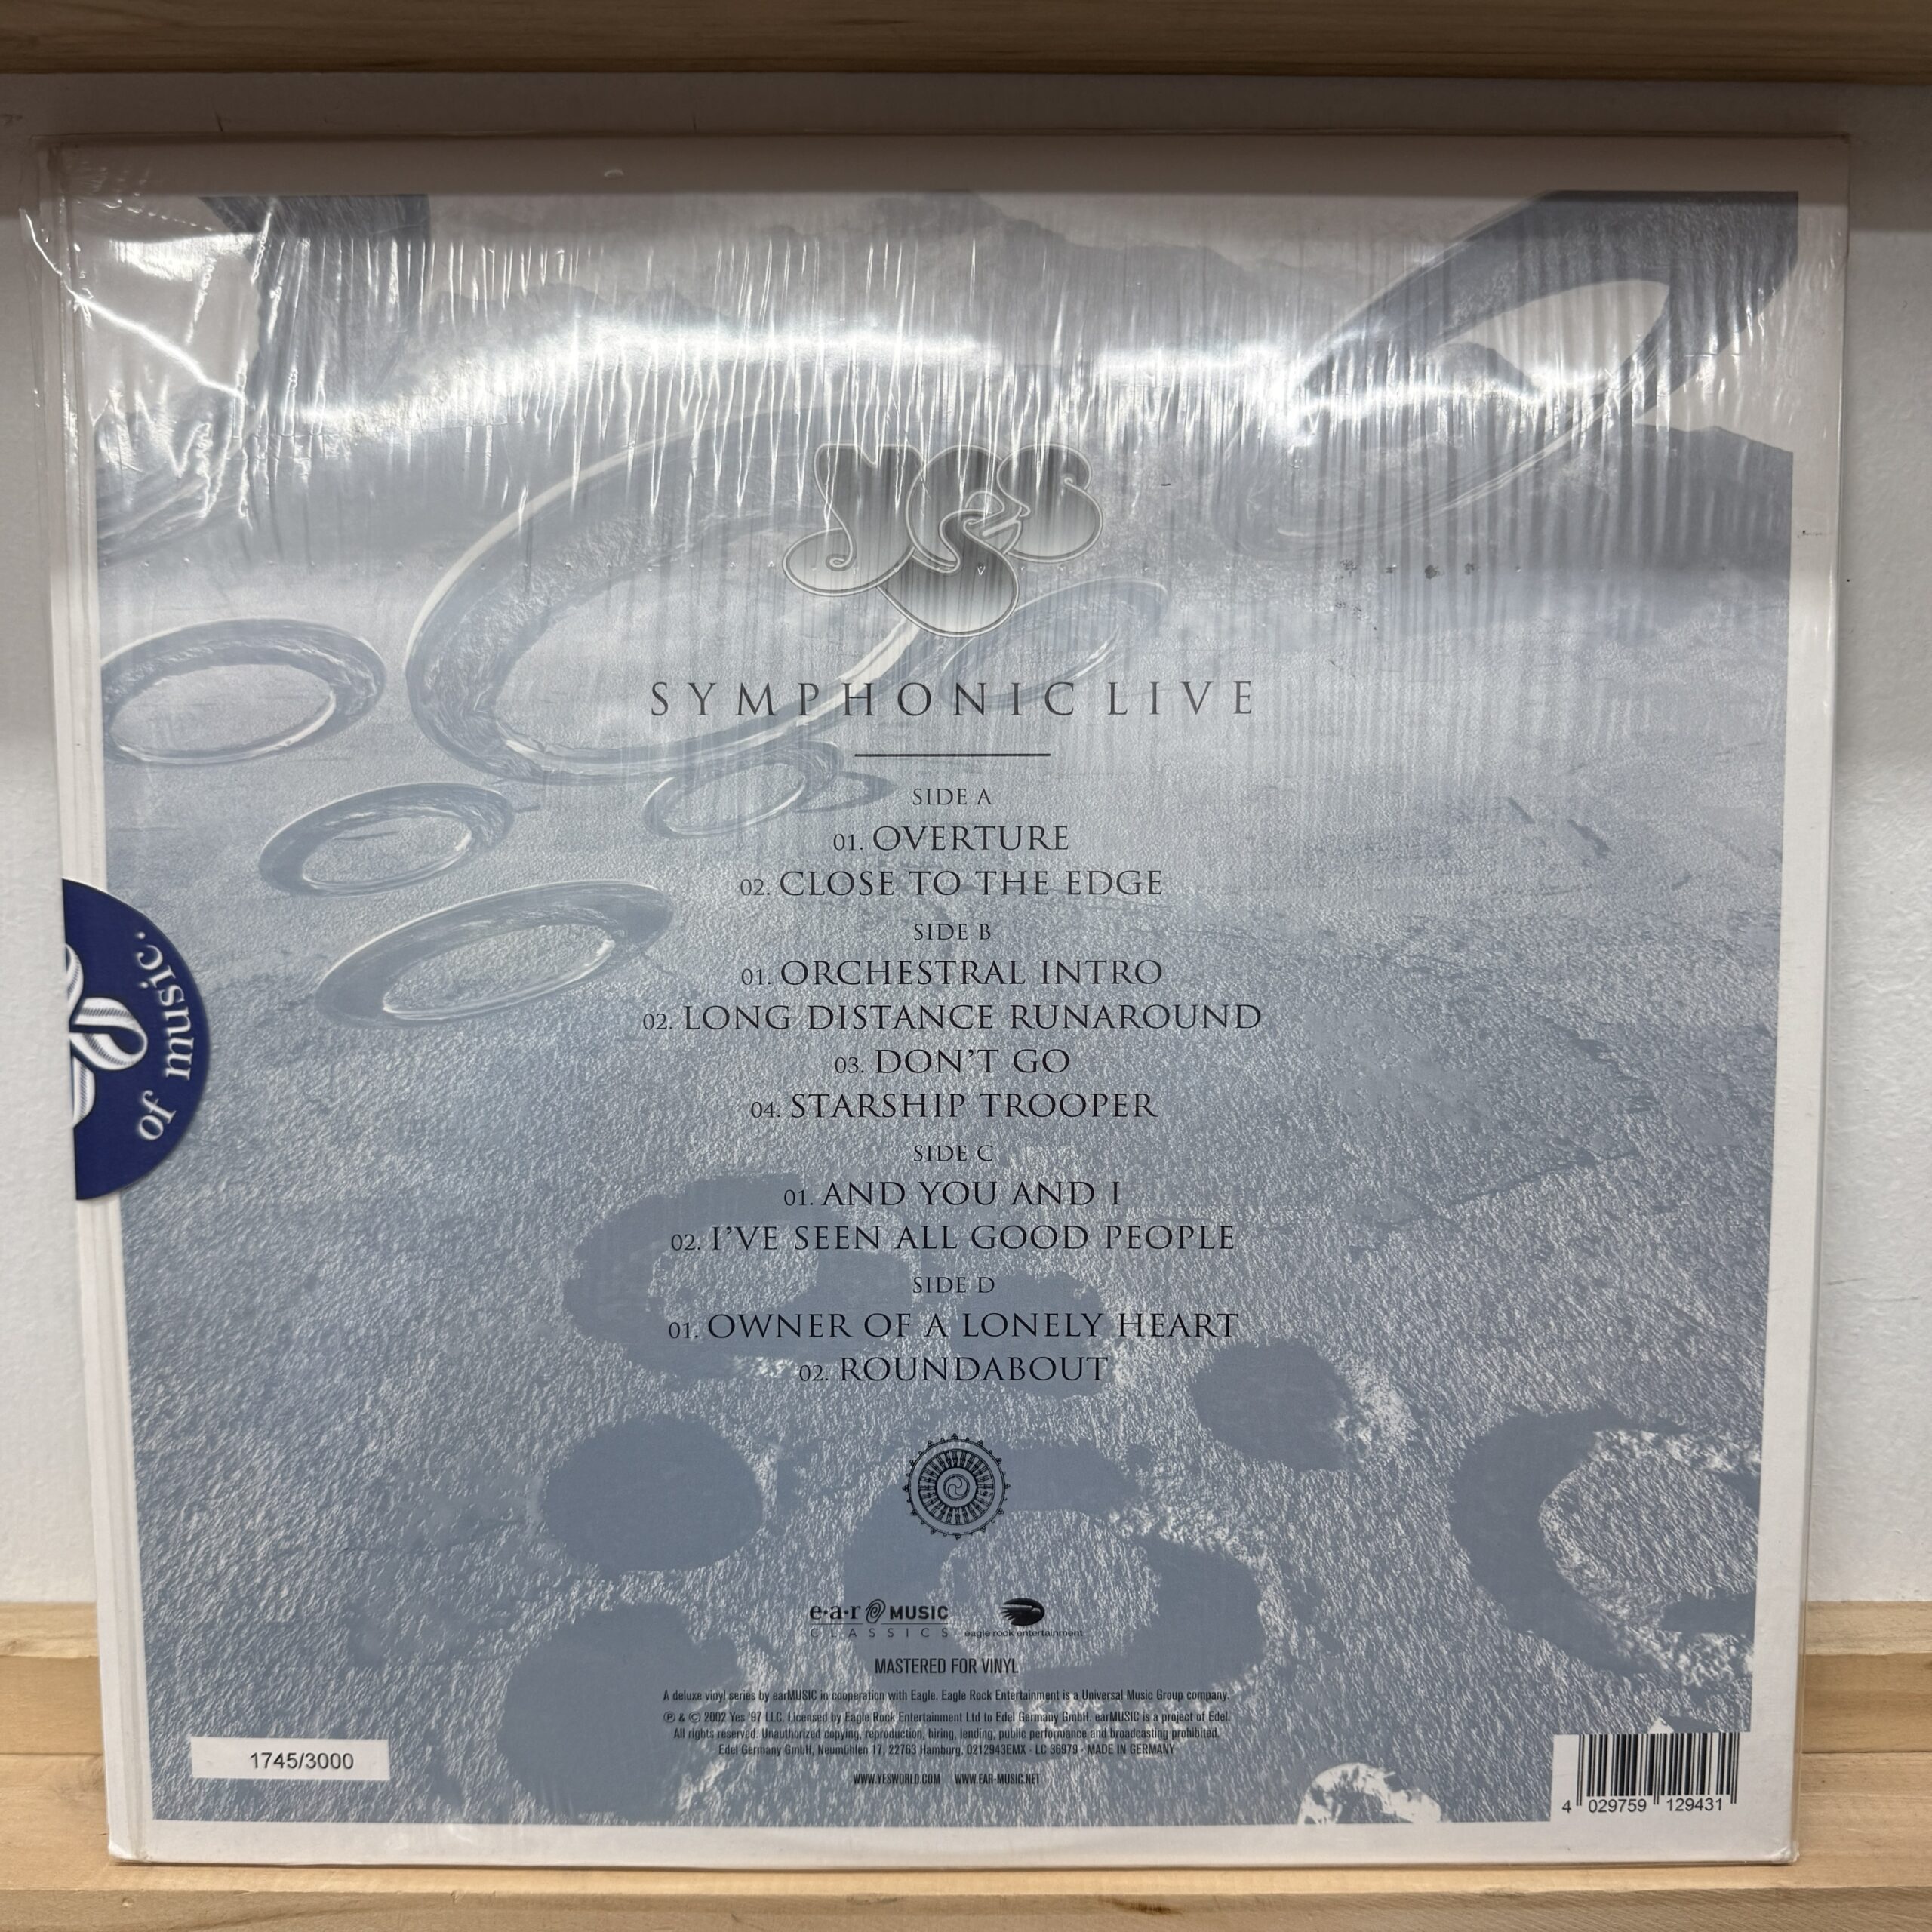 YES
SYMPHONIC LIVE
SIDE A
01. OVERTURE
02. CLOSE TO THE EDGE
SIDE B
01. ORCHESTRAL INTRO
02. LONG DISTANCE RUNAROUND
03. DON'T GO
04. STARSHIP TROOPER
SIDE C
01. AND YOU AND I
02. I'VE SEEN ALL GOOD PEOPLE
SIDE D
01. OWNER OF A LONELY HEART
02. ROUNDABOUT
of music.
e·a·r MUSIC
CLASSICS
eagle rock entertainment
MASTERED FOR VINYL
A deluxe vinyl series by earMUSIC in cooperation with Eagle. Eagle Rock Entertainment is a Universal Music Group company.
℗ & © 2002 Yes '97 LLC. Licensed by Eagle Rock Entertainment Ltd to Edel Germany GmbH. earMUSIC is a project of Edel.
All rights reserved. Unauthorized copying, reproduction, hiring, lending, public performance and broadcasting prohibited.
Edel Germany GmbH, Neumühlen 17, 22763 Hamburg. 0212943EMX · LC 36979 · MADE IN GERMANY
WWW.YESWORLD.COM WWW.EAR-MUSIC.NET
1745/3000
4 029759 129431